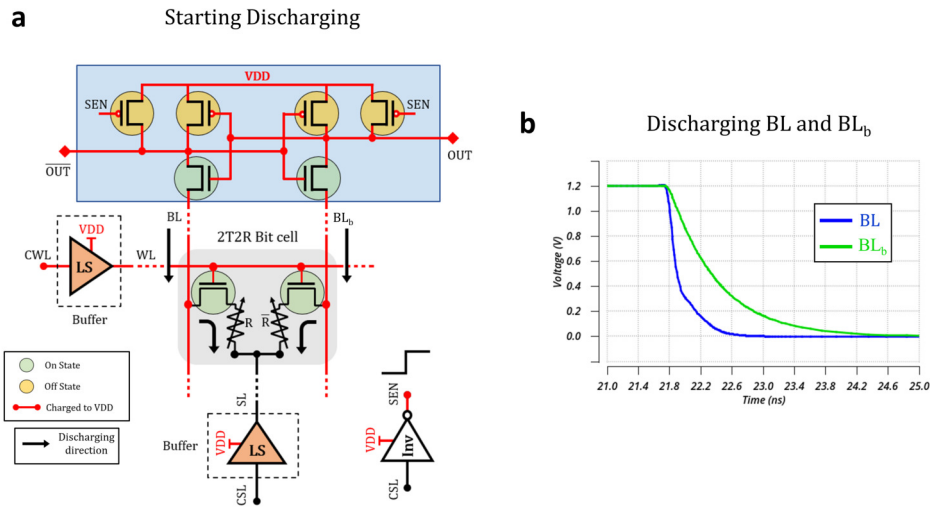 a
Starting Discharging
VDD
SEN
SEN
OUT
OUT
BL
BL_b
2T2R Bit cell
VDD
CWL
LS
WL
Buffer
R
R
On State
Off State
Charged to VDD
Discharging
direction
SL
Buffer
VDD
LS
CSL
SEN
VDD
Inv
CSL
b
Discharging BL and BL_b
1.2
1.0
0.8
0.6
0.4
0.2
0.0
Voltage (V)
BL
BL_b
21.0 21.4 21.8 22.2 22.6 23.0 23.4 23.8 24.2 24.6 25.0
Time (ns)